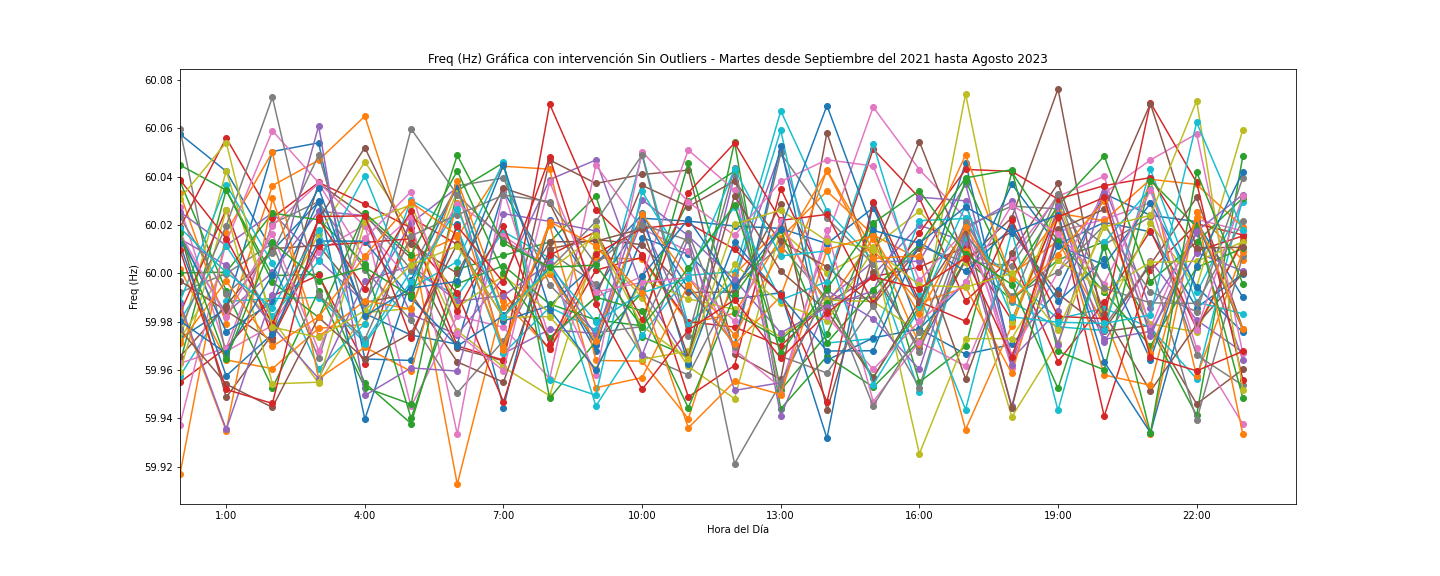 Freq (Hz) Gráfica con intervención Sin Outliers - Martes desde Septiembre del 2021 hasta Agosto 2023
60.08
60.06
60.04
60.02
60.00
59.98
59.96
59.94
59.92
Freq (Hz)
1:00 4:00 7:00 10:00 13:00 16:00 19:00 22:00
Hora del Día